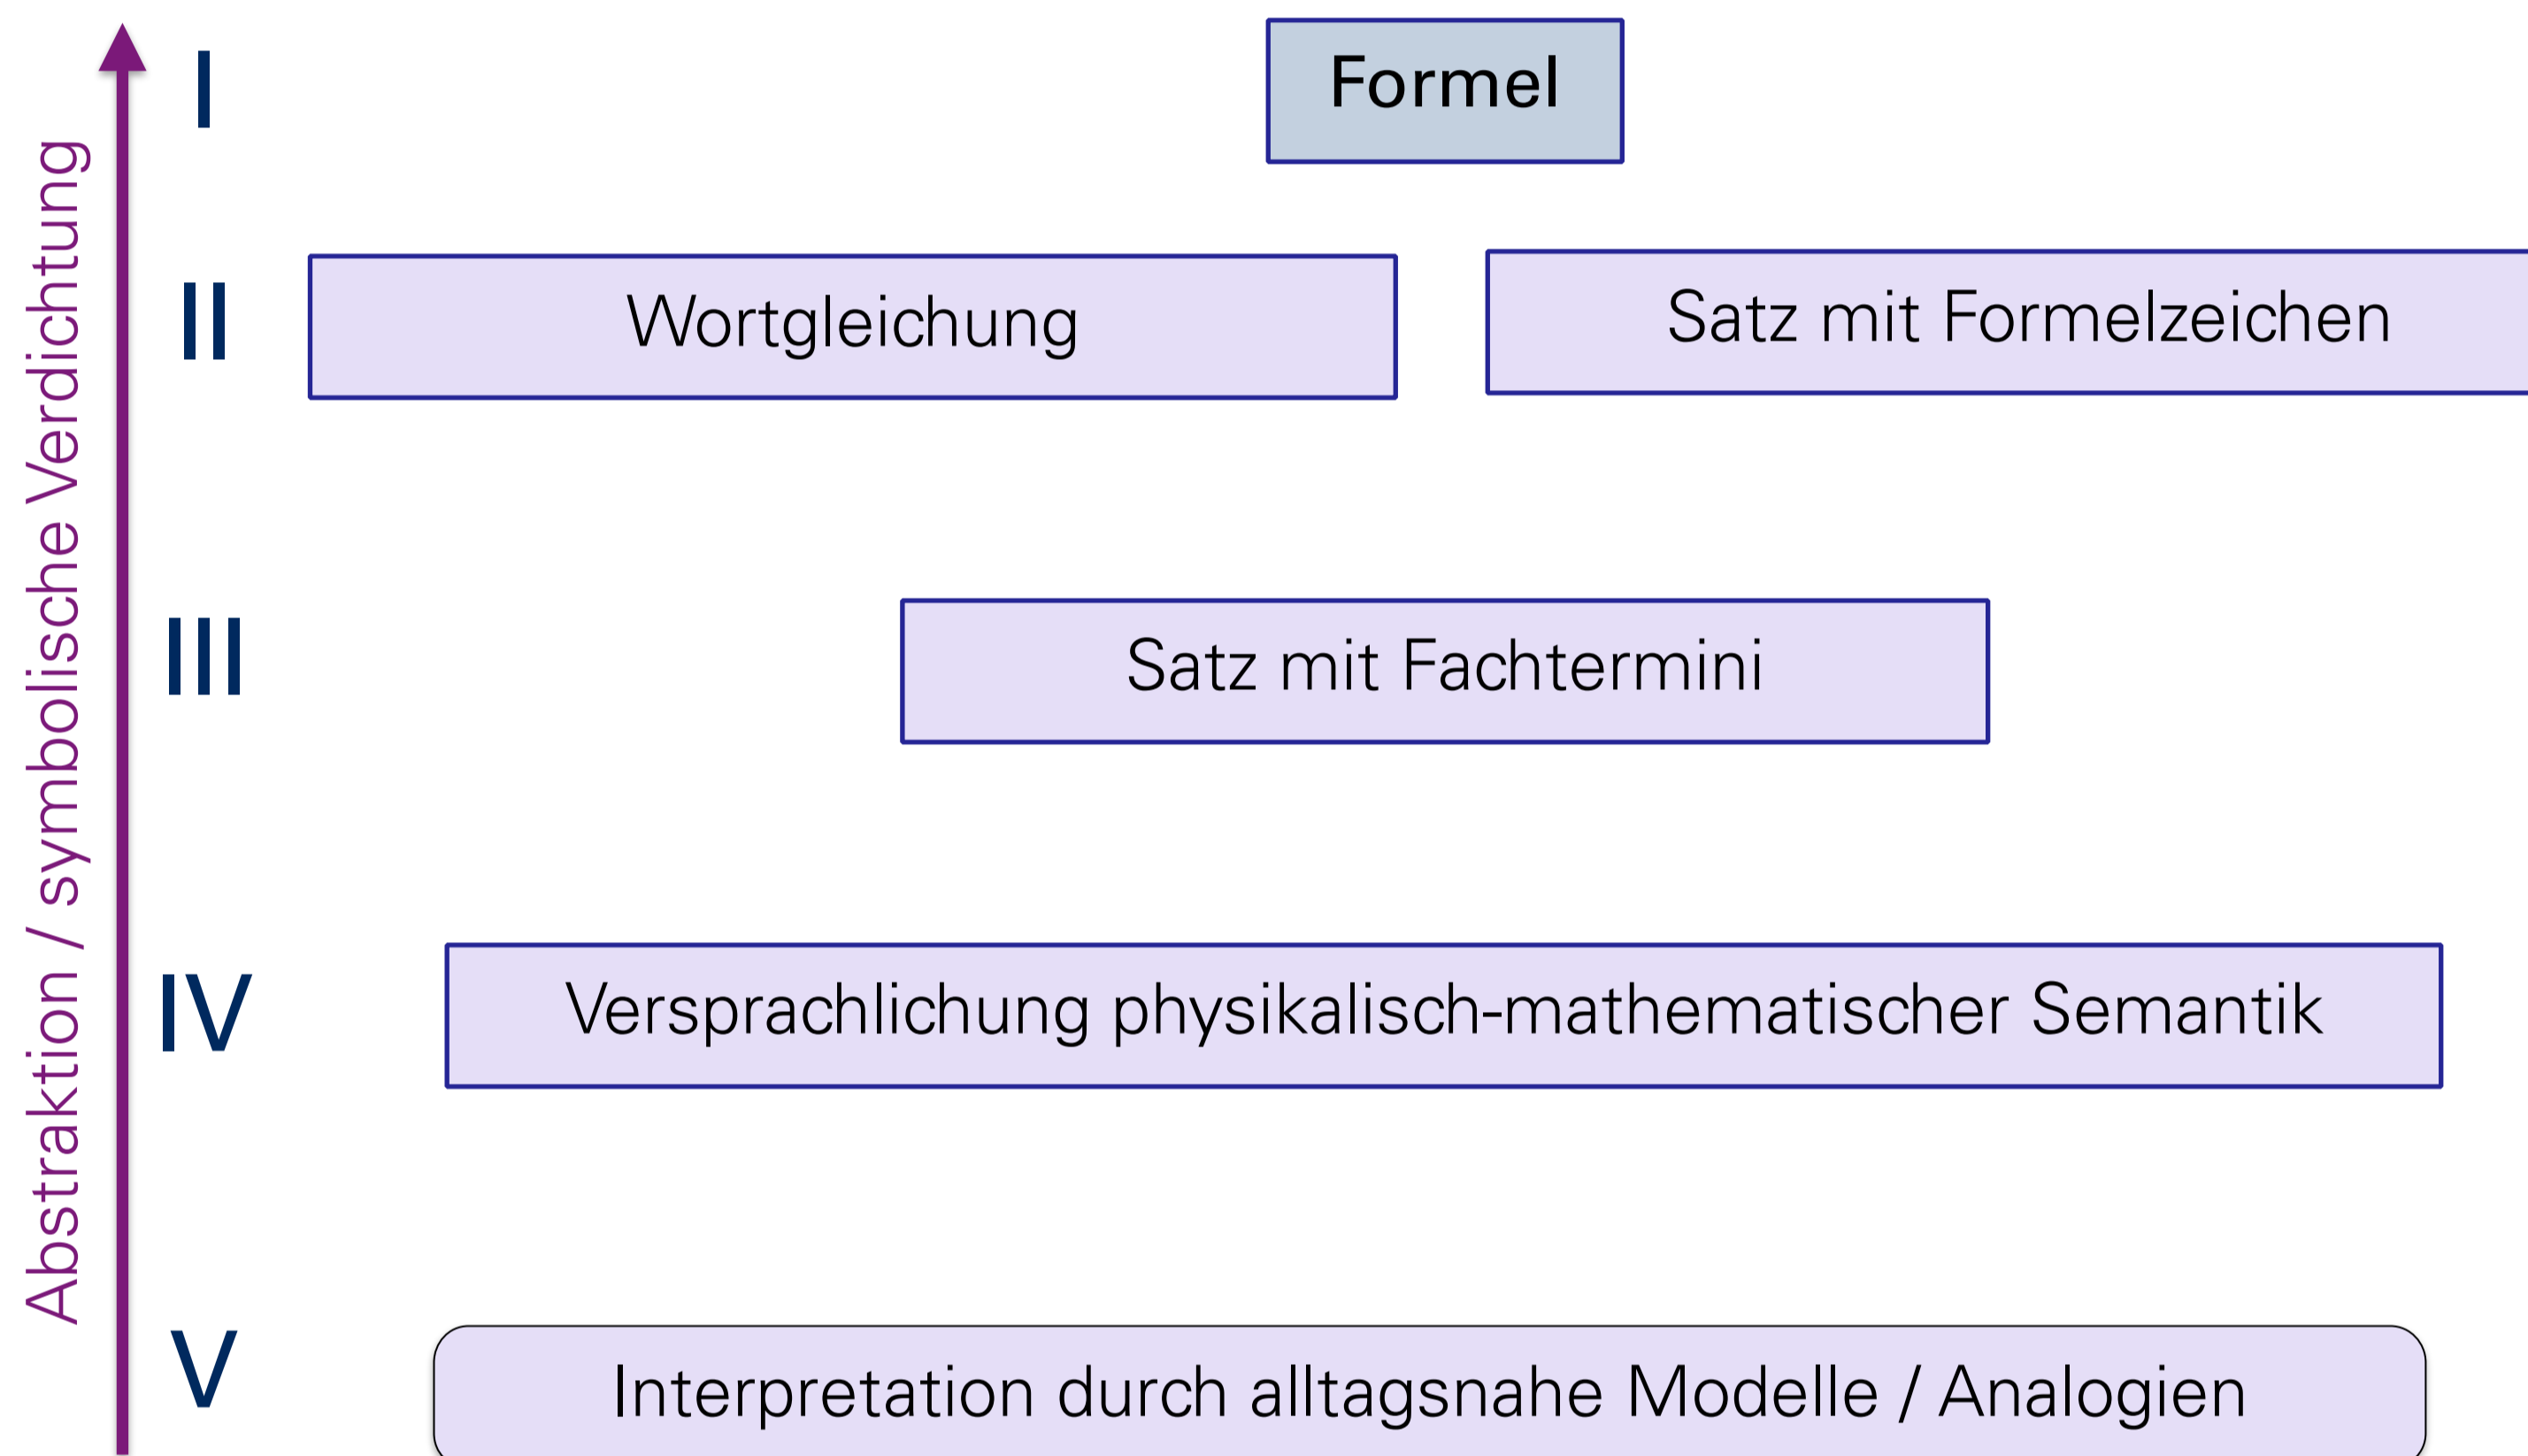 Abstraktion / symbolische Verdichtung
I
Formel
II
Wortgleichung
Satz mit Formelzeichen
III
Satz mit Fachtermini
IV
Versprachlichung physikalisch-mathematischer Semantik
V
Interpretation durch alltagsnahe Modelle / Analogien